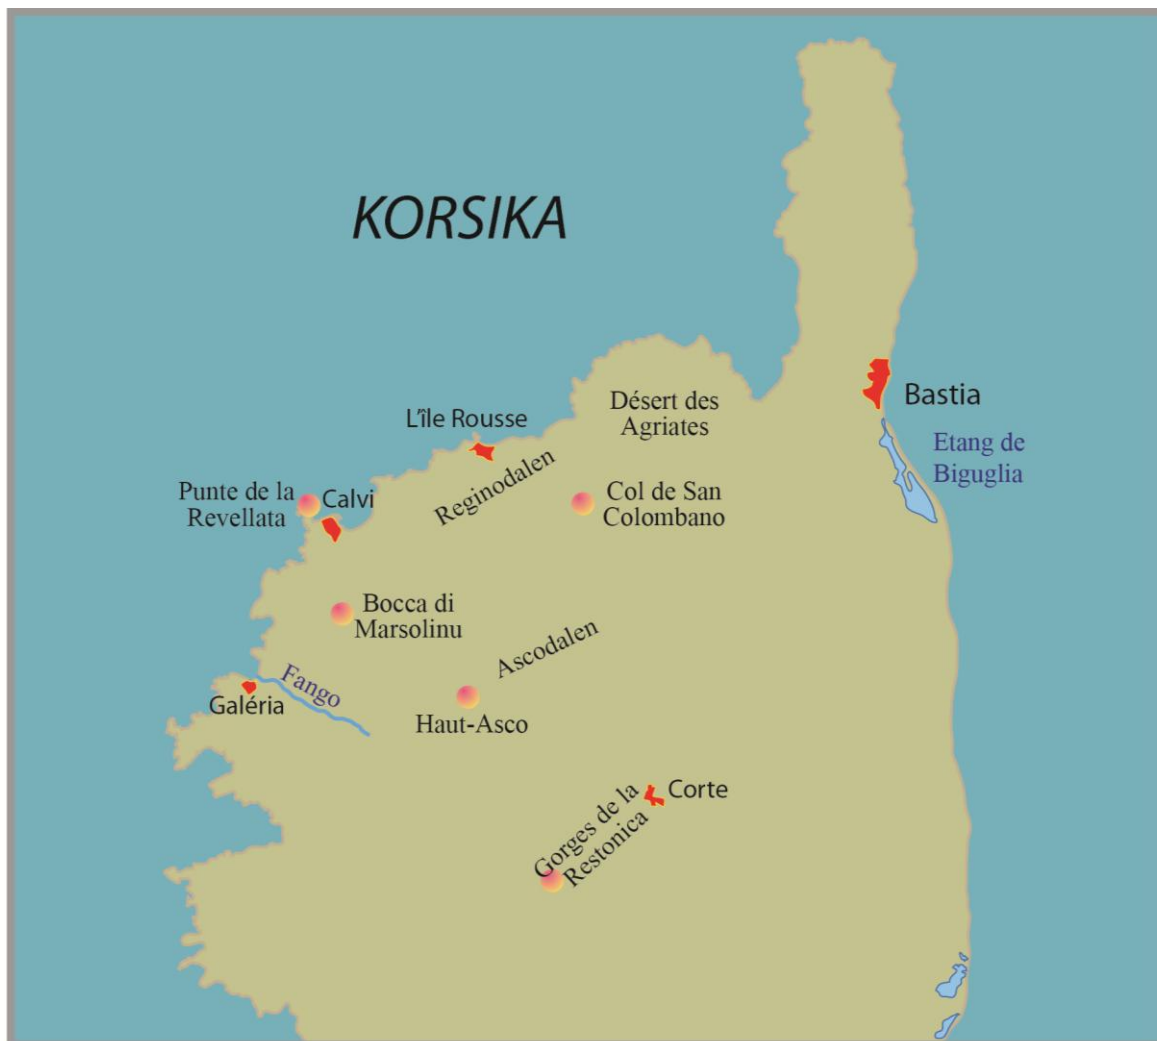 KORSIKA
Désert des
Agriates
Bastia
L'île Rousse
Etang de
Biguglia
Reginodalen
Punte de la
Revellata
Calvi
Col de San
Colombano
Bocca di
Marsolinu
Ascodalen
Fango
Galéria
Haut-Asco
Corte
Gorges de la
Restonica